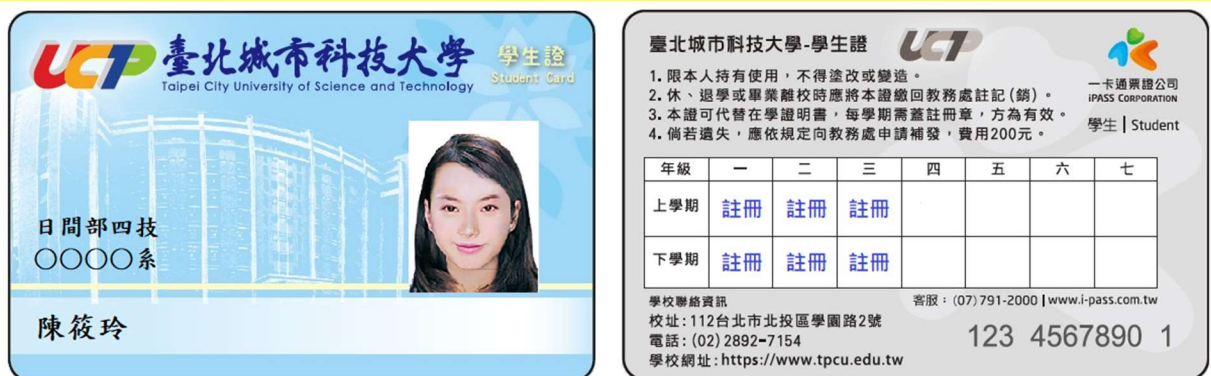 UCT 臺北城市科技大學 學生證
Taipei City University of Science and Technology Student Card
日間部四技
○○○○系
陳筱玲
臺北城市科技大學-學生證 UCT
1. 限本人持有使用，不得塗改或變造。
2. 休、退學或畢業離校時應將本證繳回教務處註記(銷)。
3. 本證可代替在學證明書，每學期需蓋註冊章，方為有效。
4. 倘若遺失，應依規定向教務處申請補發，費用200元。
一卡通票證公司
iPASS CORPORATION
學生 | Student
年級 一 二 三 四 五 六 七
上學期 註冊 註冊 註冊
下學期 註冊 註冊 註冊
學校聯絡資訊 客服：(07) 791-2000 | www.i-pass.com.tw
校址：112台北市北投區學園路2號
電話：(02) 2892-7154
學校網址：https://www.tpcu.edu.tw
123 4567890 1